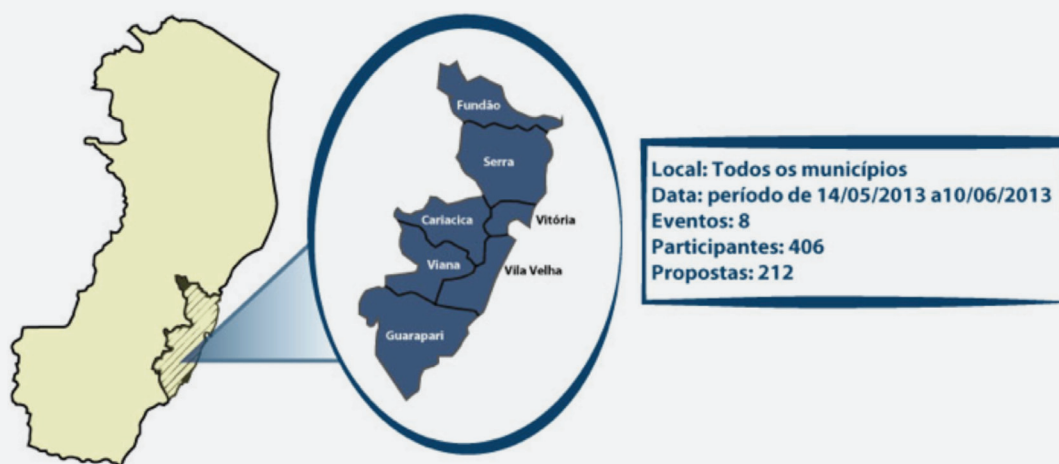 Fundão
Serra
Cariacica
Vitória
Viana
Vila Velha
Guarapari
Local: Todos os municípios
Data: período de 14/05/2013 a10/06/2013
Eventos: 8
Participantes: 406
Propostas: 212